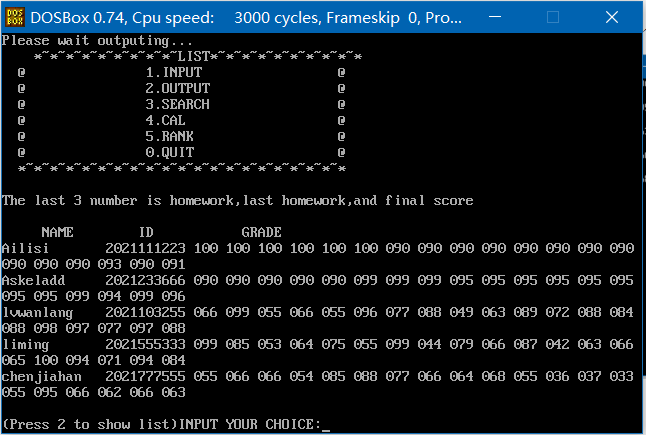 DOSBox 0.74, Cpu speed: 3000 cycles, Frameskip 0, Pro...
Please wait outputing...
*~*~*~*~*~*~*~*~*~LIST*~*~*~*~*~*~*~*~*~*
@ 1.INPUT @
@ 2.OUTPUT @
@ 3.SEARCH @
@ 4.CAL @
@ 5.RANK @
@ 0.QUIT @
*~*~*~*~*~*~*~*~*~*~*~*~*~*~*~*~*~*~*~*~*
The last 3 number is homework,last homework,and final score
NAME ID GRADE
Ailisi 2021111223 100 100 100 100 100 100 090 090 090 090 090 090 090 090
090 090 090 093 090 091
Askeladd 2021233666 090 090 090 090 090 099 099 099 095 095 095 095 095 095
095 095 099 094 099 096
lvwanlang 2021103255 066 099 055 066 055 096 077 088 049 063 089 072 088 084
088 098 097 077 097 088
liming 2021555333 099 085 053 064 075 055 099 044 079 066 087 042 063 066
065 100 094 071 094 084
chenjiahan 2021777555 055 066 066 054 085 088 077 066 064 068 055 036 037 033
055 095 066 062 066 063
(Press 2 to show list)INPUT YOUR CHOICE:_